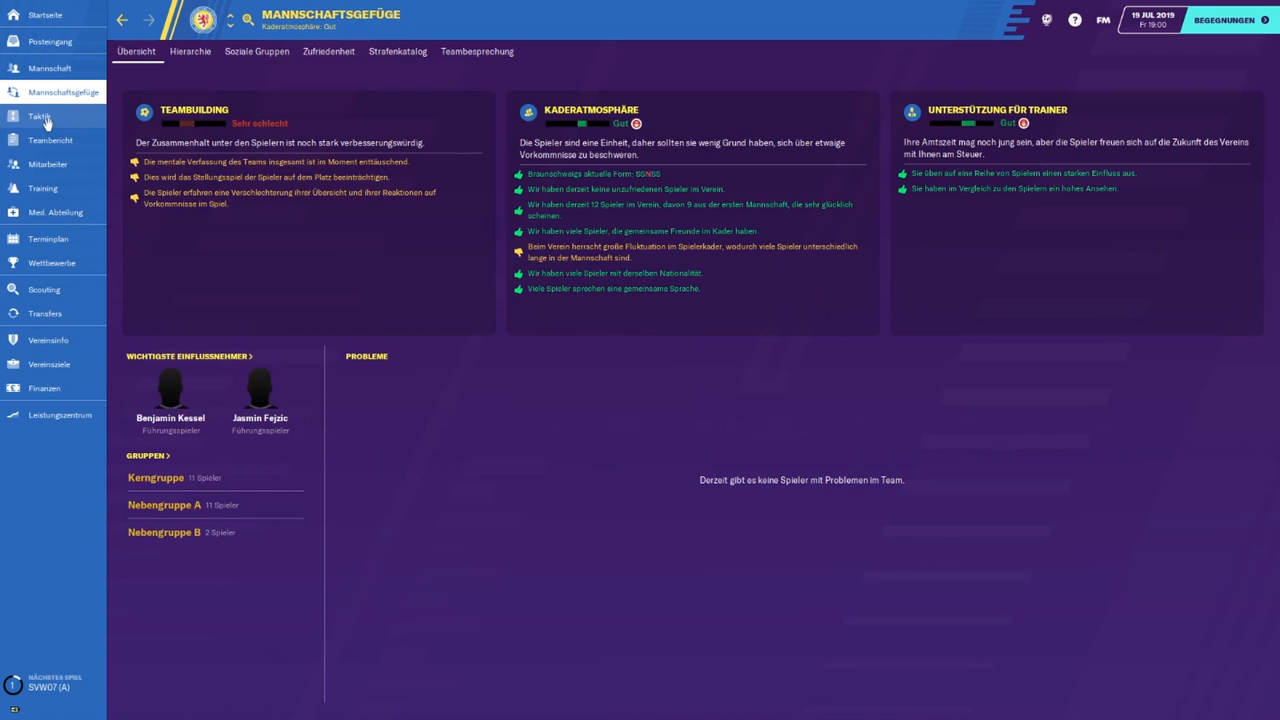 Startseite
Posteingang
Mannschaft
Mannschaftsgefüge
Taktik
Teambericht
Mitarbeiter
Training
Med. Abteilung
Terminplan
Wettbewerbe
Scouting
Transfers
Vereinsinfo
Vereinsziele
Finanzen
Leistungszentrum
1
NÄCHSTES SPIEL
SVW07 (A)
MANNSCHAFTSGEFÜGE
Kaderatmosphäre: Gut
?
FM
19 JUL 2019
Fr 19:00
BEGEGNUNGEN
Übersicht Hierarchie Soziale Gruppen Zufriedenheit Strafenkatalog Teambesprechung
TEAMBUILDING
Sehr schlecht
Der Zusammenhalt unter den Spielern ist noch stark verbesserungswürdig.
Die mentale Verfassung des Teams insgesamt ist im Moment enttäuschend.
Dies wird das Stellungsspiel der Spieler auf dem Platz beeinträchtigen.
Die Spieler erfahren eine Verschlechterung ihrer Übersicht und ihrer Reaktionen auf
Vorkommnisse im Spiel.
KADERATMOSPHÄRE
Gut
Die Spieler sind eine Einheit, daher sollten sie wenig Grund haben, sich über etwaige
Vorkommnisse zu beschweren.
Braunschweigs aktuelle Form: SSNSS
Wir haben derzeit keine unzufriedenen Spieler im Verein.
Wir haben derzeit 12 Spieler im Verein, davon 9 aus der ersten Mannschaft, die sehr glücklich
scheinen.
Wir haben viele Spieler, die gemeinsame Freunde im Kader haben.
Beim Verein herrscht große Fluktuation im Spielerkader, wodurch viele Spieler unterschiedlich
lange in der Mannschaft sind.
Wir haben viele Spieler mit derselben Nationalität.
Viele Spieler sprechen eine gemeinsame Sprache.
UNTERSTÜTZUNG FÜR TRAINER
Gut
Ihre Amtszeit mag noch jung sein, aber die Spieler freuen sich auf die Zukunft des Vereins
mit Ihnen am Steuer.
Sie üben auf eine Reihe von Spielern einen starken Einfluss aus.
Sie haben im Vergleich zu den Spielern ein hohes Ansehen.
WICHTIGSTE EINFLUSSNEHMER >
Benjamin Kessel
Führungsspieler
Jasmin Fejzic
Führungsspieler
GRUPPEN >
Kerngruppe 11 Spieler
Nebengruppe A 11 Spieler
Nebengruppe B 2 Spieler
PROBLEME
Derzeit gibt es keine Spieler mit Problemen im Team.